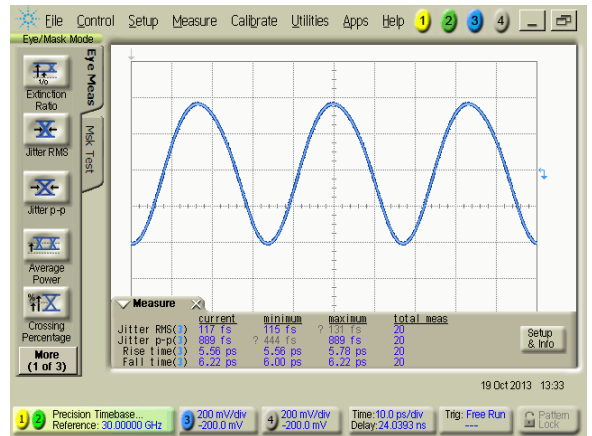 File Control Setup Measure Calibrate Utilities Apps Help 1 2 3 4
Eye/Mask Mode
Eye Meas
Msk Test
Extinction
Ratio
Jitter RMS
Jitter p-p
Average
Power
Crossing
Percentage
More
(1 of 3)
Measure
current minimum maximum total meas
Jitter RMS(3) 117 fs 115 fs ? 131 fs 20
Jitter p-p(3) 889 fs ? 444 fs 889 fs 20
Rise time(3) 5.56 ps 5.56 ps 5.78 ps 20
Fall time(3) 6.22 ps 6.00 ps 6.22 ps 20
Setup
& Info
19 Oct 2013 13:33
1 2 Precision Timebase...
Reference: 30.00000 GHz
3 200 mV/div
-200.0 mV
4 200 mV/div
-200.0 mV
Time:10.0 ps/div
Delay:24.0393 ns
Trig: Free Run
---
Pattern
Lock